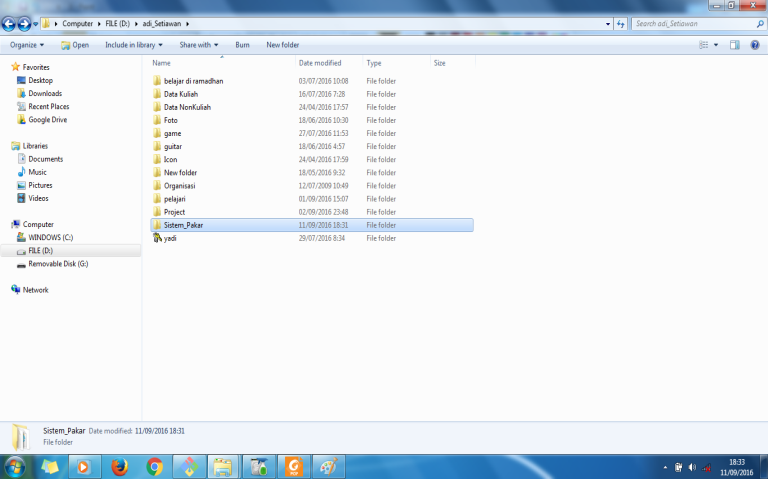 Computer ▸ FILE (D:) ▸ adi_Setiawan ▸
Search adi_Setiawan
Organize ▾ Open Include in library ▾ Share with ▾ Burn New folder
Name Date modified Type Size
Favorites
Desktop
Downloads
Recent Places
Google Drive
Libraries
Documents
Music
Pictures
Videos
Computer
WINDOWS (C:)
FILE (D:)
Removable Disk (G:)
Network
belajar di ramadhan 03/07/2016 10:08 File folder
Data Kuliah 16/07/2016 7:28 File folder
Data NonKuliah 24/04/2016 17:57 File folder
Foto 18/06/2016 10:30 File folder
game 27/07/2016 11:53 File folder
guitar 18/06/2016 4:57 File folder
Icon 24/04/2016 17:59 File folder
New folder 18/05/2016 9:32 File folder
Organisasi 12/07/2009 10:49 File folder
pelajari 01/09/2016 15:07 File folder
Project 02/09/2016 23:48 File folder
Sistem_Pakar 11/09/2016 18:31 File folder
yadi 29/07/2016 8:34 File folder
Sistem_Pakar Date modified: 11/09/2016 18:31
File folder
18:33
11/09/2016